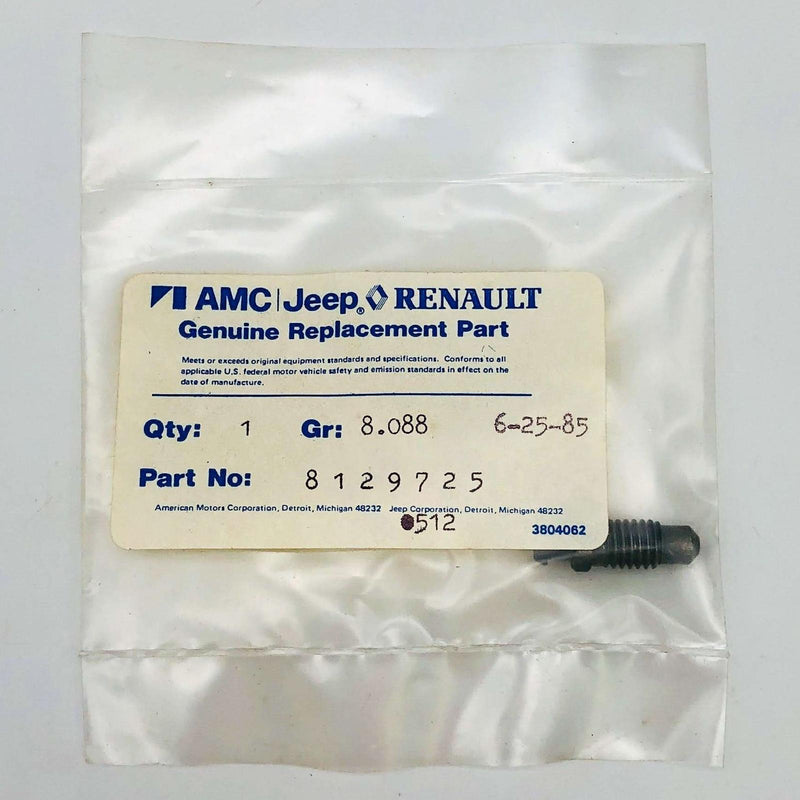 AMC|Jeep® RENAULT
Genuine Replacement Part
Meets or exceeds original equipment standards and specifications. Conforms to all
applicable U.S. federal motor vehicle safety and emission standards in effect on the
date of manufacture.
Qty: 1 Gr: 8.088 6-25-85
Part No: 8129725
American Motors Corporation, Detroit, Michigan 48232 Jeep Corporation, Detroit, Michigan 48232
512
3804062